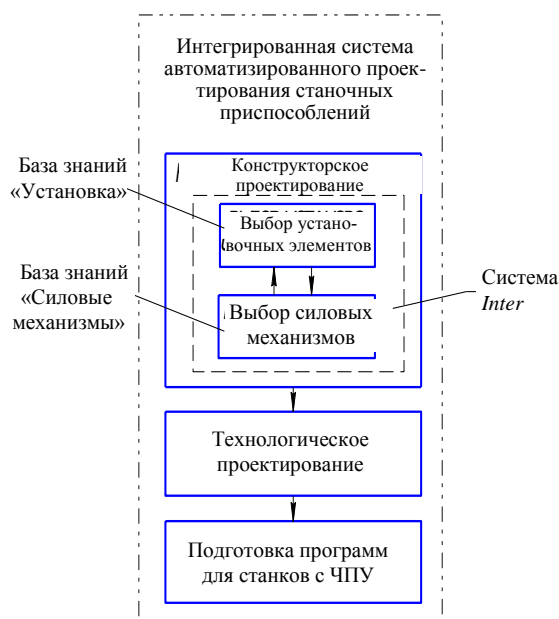 Интегрированная система
автоматизированного проек-
тирования станочных
приспособлений
База знаний
«Установка»
Конструкторское
проектирование
Выбор устано-
вочных элементов
База знаний
«Силовые
механизмы»
Выбор силовых
механизмов
Система
Inter
Технологическое
проектирование
Подготовка программ
для станков с ЧПУ